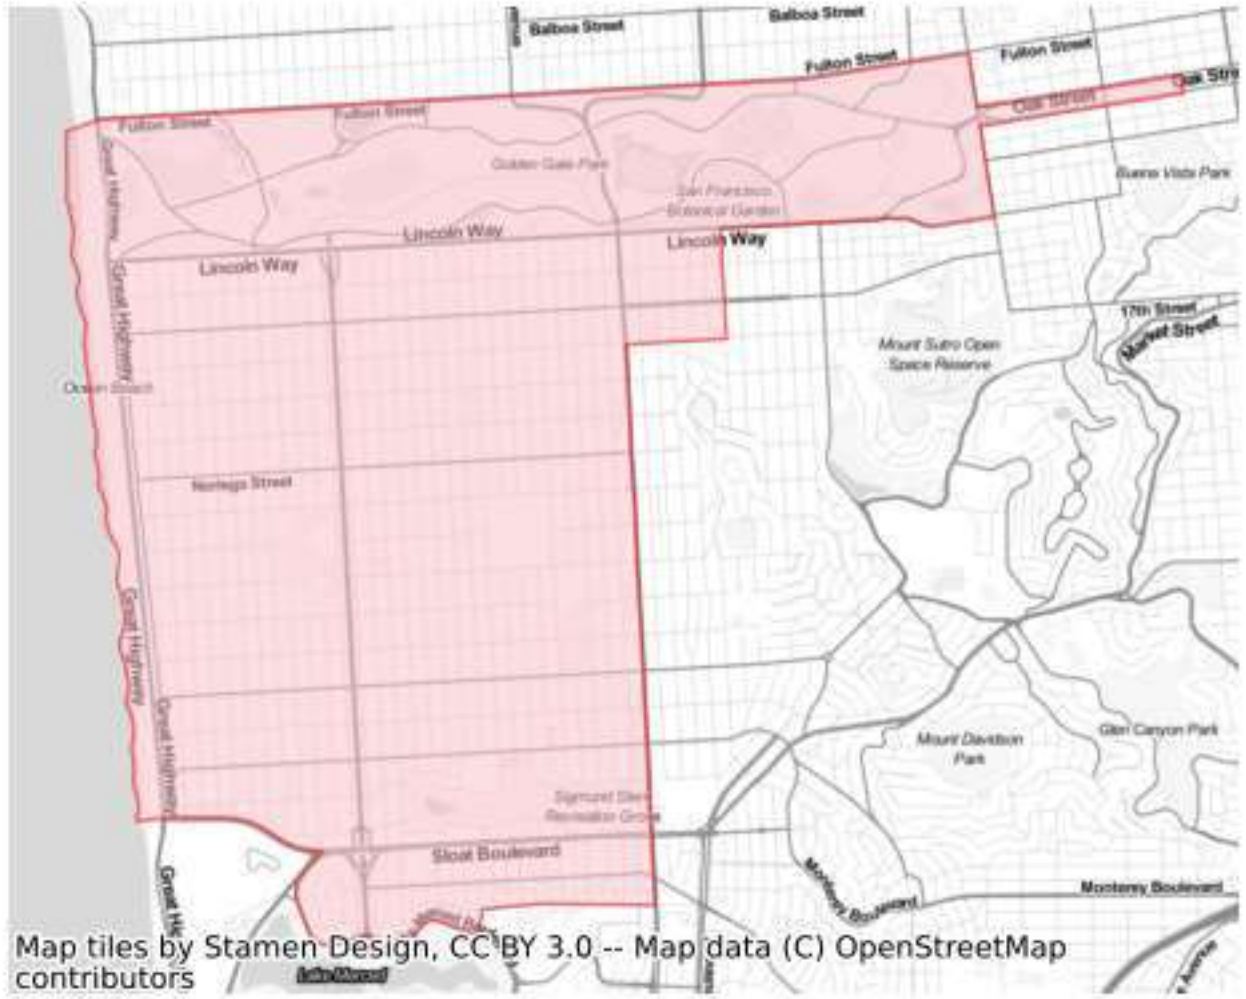 Balboa Street
Balboa Street
Fulton Street
Fulton Street
Oak Stre
Oak Street
Fulton Street
Fulton Street
Golden Gate Park
San Francisco
Botanical Garden
Buena Vista Park
Great Highway
Lincoln Way
Lincoln Way
Lincoln Way
Great Highway
17th Street
Market Street
Mount Sutro Open
Space Reserve
Ocean Beach
Noriega Street
Great Highway
Great Highway
Mount Davidson
Park
Glen Canyon Park
Sigmund Stern
Recreation Grove
Sloat Boulevard
Great Hi
Monterey Boulevard
Monterey Boulevard
Avenue
Map tiles by Stamen Design, CC BY 3.0 -- Map data (C) OpenStreetMap
contributors
Lake Merced